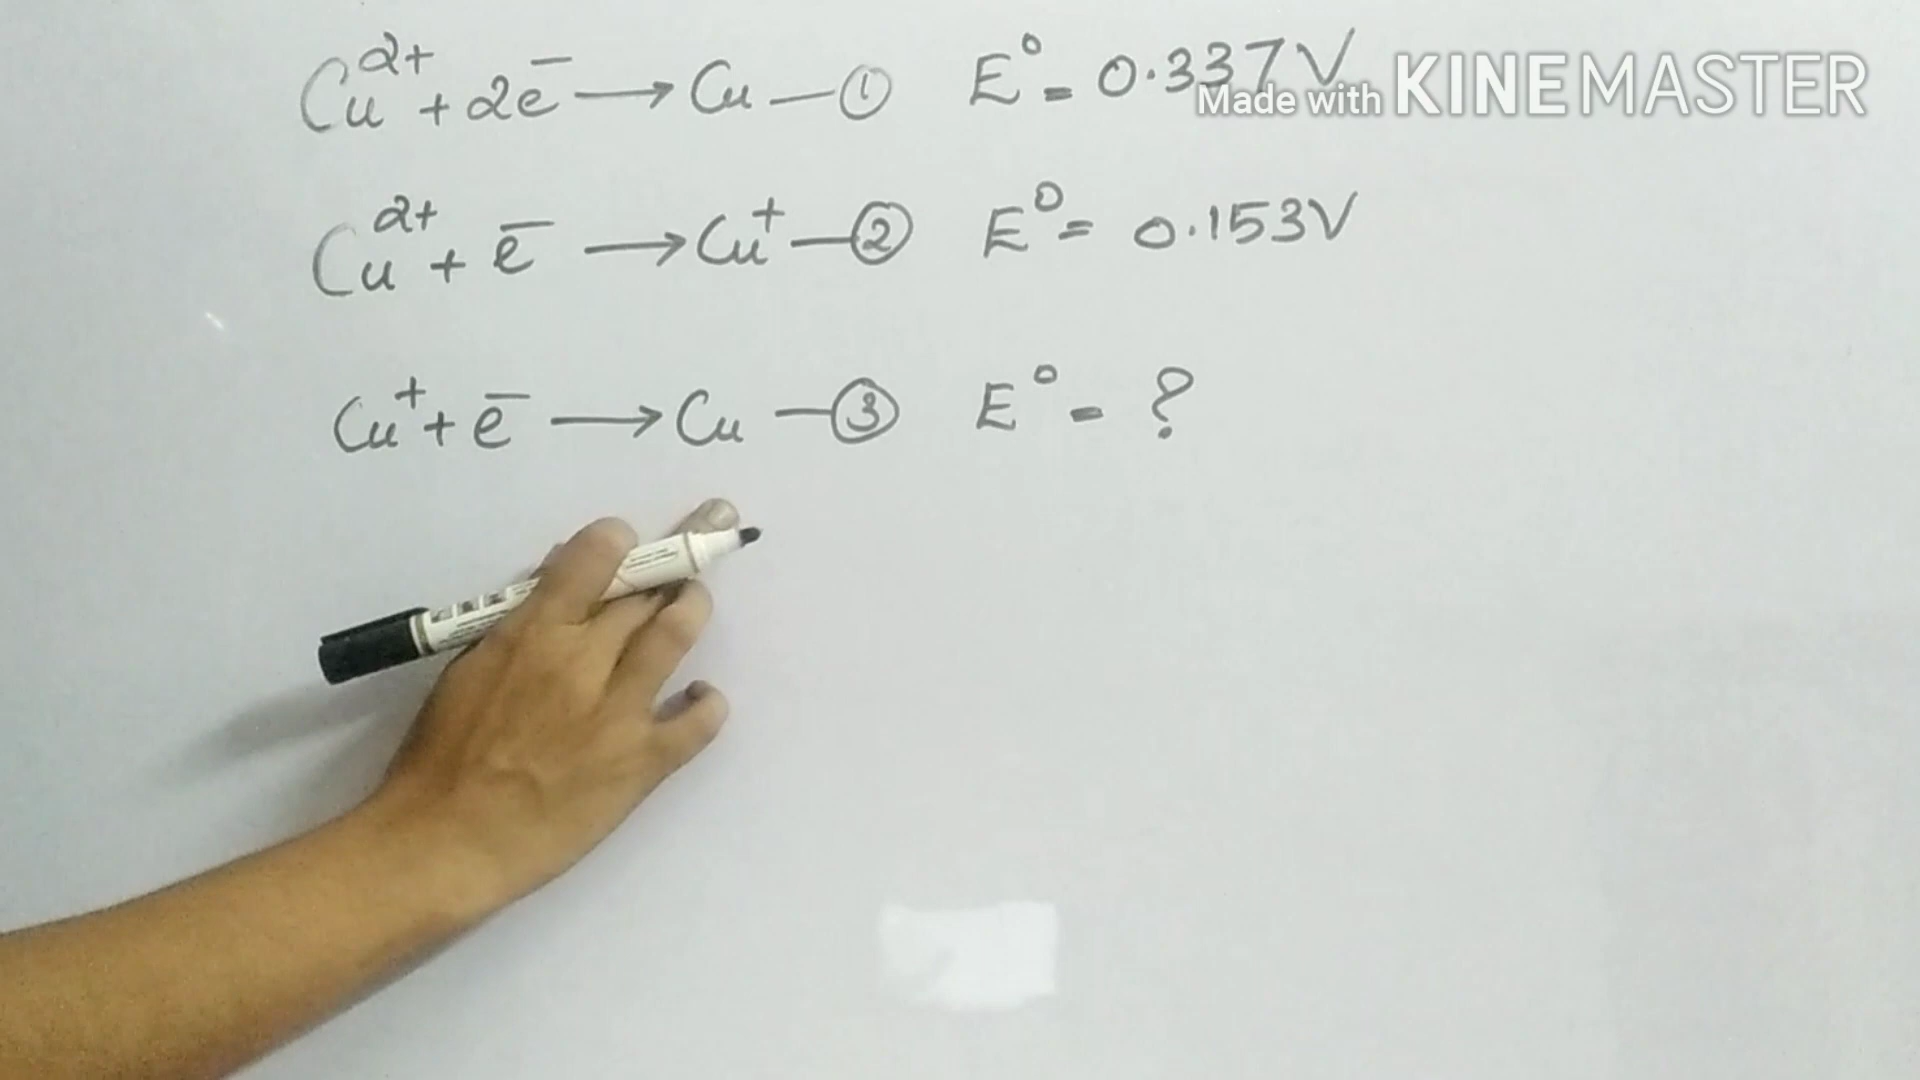 Cu²⁺ + 2e⁻ → Cu — ① E° = 0.337V
Made with KINEMASTER
Cu²⁺ + e⁻ → Cu⁺ — ② E° = 0.153V
Cu⁺ + e⁻ → Cu — ③ E° = ?